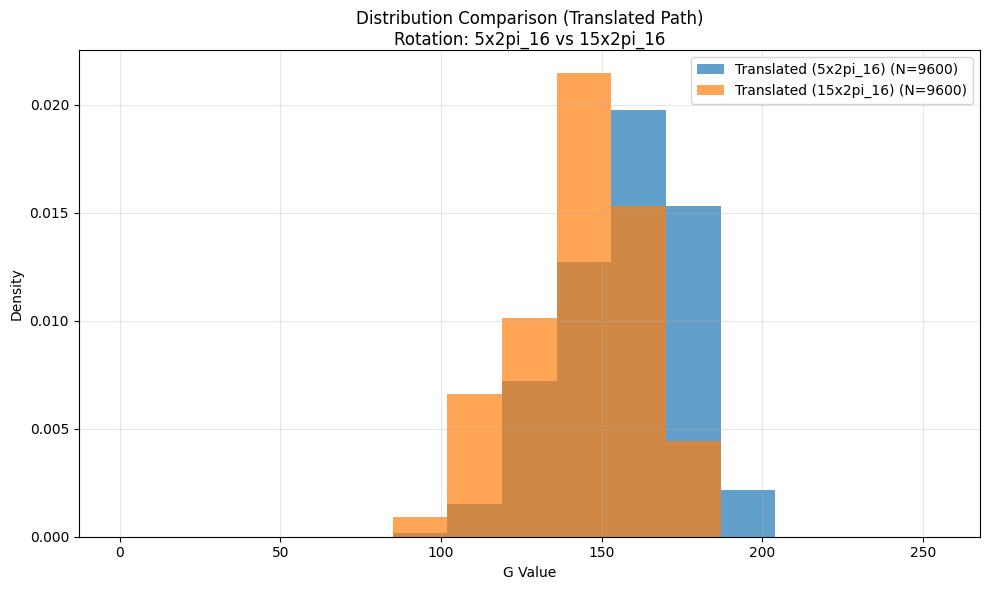 Distribution Comparison (Translated Path)
Rotation: 5x2pi_16 vs 15x2pi_16
Translated (5x2pi_16) (N=9600)
Translated (15x2pi_16) (N=9600)
0.020
0.015
0.010
0.005
0.000
Density
0 50 100 150 200 250
G Value